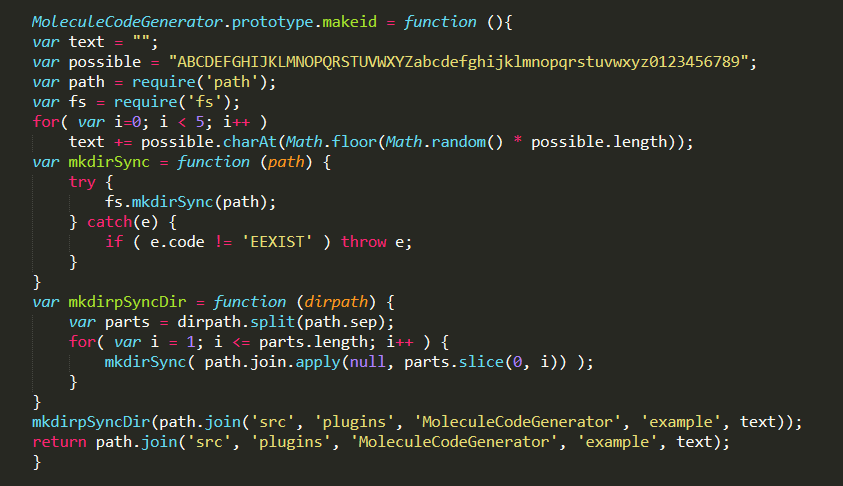 MoleculeCodeGenerator.prototype.makeid = function (){
var text = "";
var possible = "ABCDEFGHIJKLMNOPQRSTUVWXYZabcdefghijklmnopqrstuvwxyz0123456789";
var path = require('path');
var fs = require('fs');
for( var i=0; i < 5; i++ )
    text += possible.charAt(Math.floor(Math.random() * possible.length));
var mkdirSync = function (path) {
    try {
        fs.mkdirSync(path);
    } catch(e) {
        if ( e.code != 'EEXIST' ) throw e;
    }
}
var mkdirpSyncDir = function (dirpath) {
    var parts = dirpath.split(path.sep);
    for( var i = 1; i <= parts.length; i++ ) {
        mkdirSync( path.join.apply(null, parts.slice(0, i)) );
    }
}
mkdirpSyncDir(path.join('src', 'plugins', 'MoleculeCodeGenerator', 'example', text));
return path.join('src', 'plugins', 'MoleculeCodeGenerator', 'example', text);
}